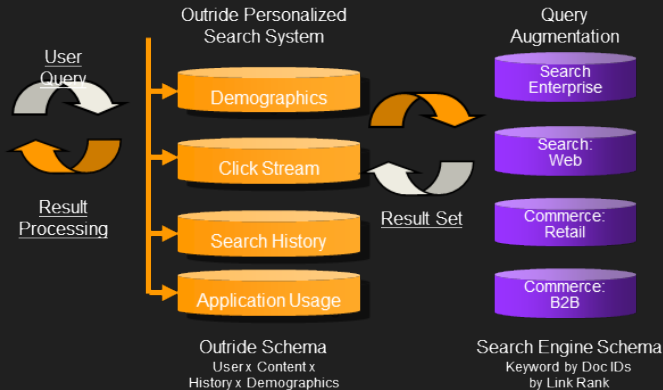 Outride Personalized
Search System
Query
Augmentation
User
Query
Result
Processing
Demographics
Click Stream
Search History
Application Usage
Result Set
Search
Enterprise
Search:
Web
Commerce:
Retail
Commerce:
B2B
Outride Schema
User x Content x
History x Demographics
Search Engine Schema
Keyword by Doc IDs
by Link Rank